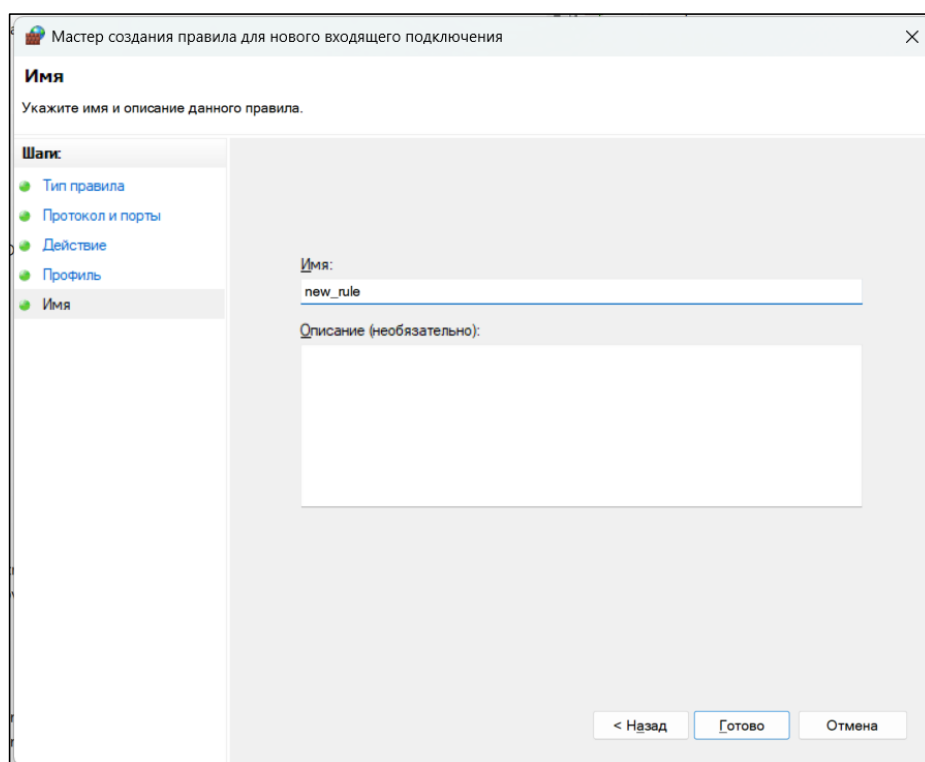 Мастер создания правила для нового входящего подключения
Имя
Укажите имя и описание данного правила.
Шаги:
Тип правила
Протокол и порты
Действие
Профиль
Имя
Имя:
new_rule
Описание (необязательно):
< Назад
Готово
Отмена